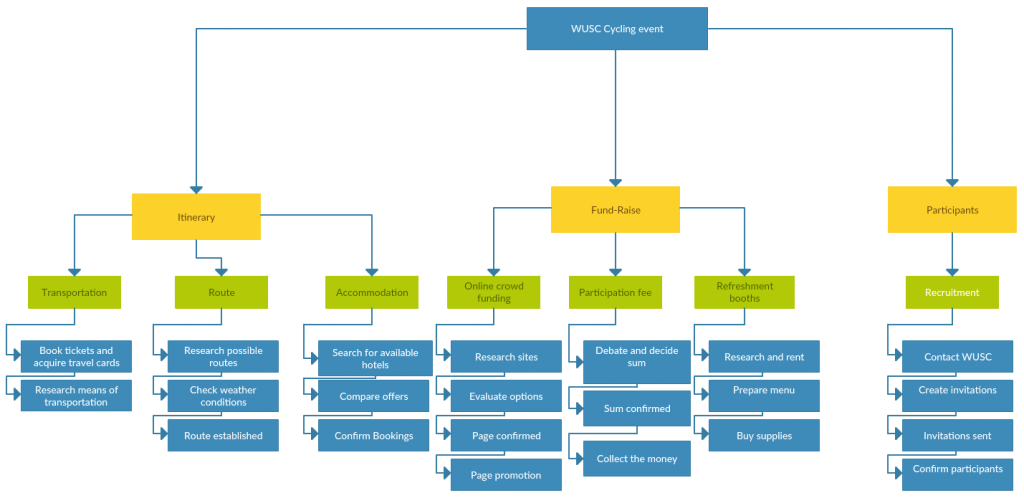 WUSC Cycling event
Itinerary
Fund-Raise
Participants
Transportation
Route
Accommodation
Online crowd
funding
Participation fee
Refreshment
booths
Recruitment
Book tickets and
acquire travel cards
Research means of
transportation
Research possible
routes
Check weather
conditions
Route established
Search for available
hotels
Compare offers
Confirm Bookings
Research sites
Evaluate options
Page confirmed
Page promotion
Debate and decide
sum
Sum confirmed
Collect the money
Research and rent
Prepare menu
Buy supplies
Contact WUSC
Create invitations
Invitations sent
Confirm participants